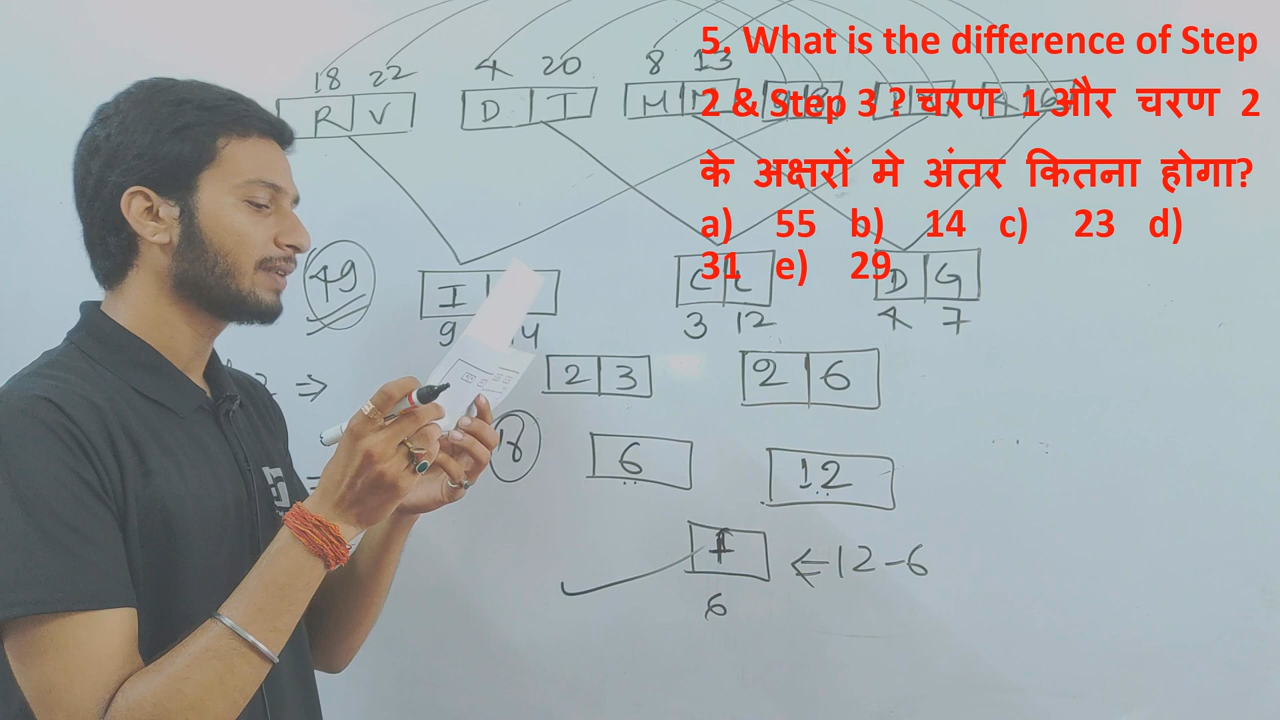 5. What is the difference of Step
2 & Step 3 ? चरण 1 और चरण 2
के अक्षरों मे अंतर कितना होगा?
a) 55 b) 14 c) 23 d)
31 e) 29
18 22 4 20 8 13
R V D T M
49
I C L D G
9 3 12 4 7
2 ⇒
2 3 2 6
18
6 12
⇐ 12 - 6
6